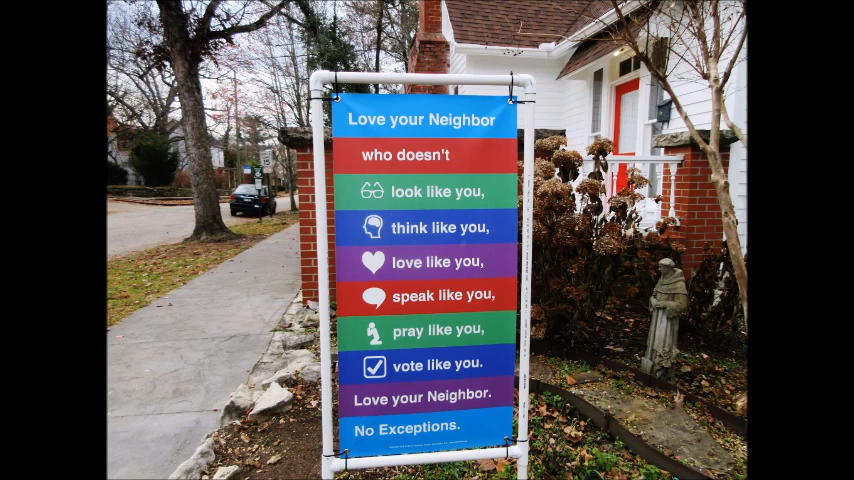 Love your Neighbor
who doesn't
look like you,
think like you,
love like you,
speak like you,
pray like you,
vote like you.
Love your Neighbor.
No Exceptions.